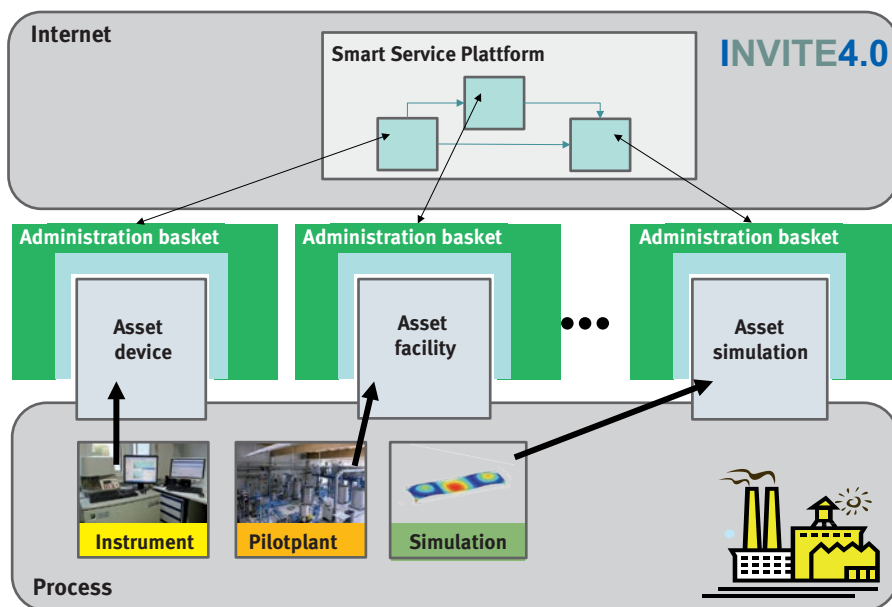 Internet
Smart Service Plattform
INVITE4.0
Administration basket
Administration basket
Administration basket
Asset
device
Asset
facility
Asset
simulation
Instrument
Pilotplant
Simulation
Process